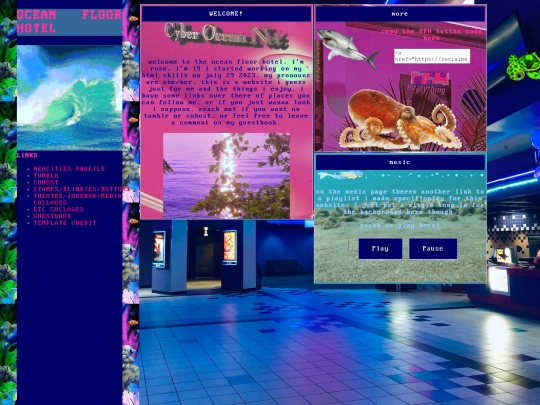 OCEAN FLOOR
HOTEL
LINKS
NEOCITIES PROFILE
TUMBLR
COHOST
STAMPS/BLINKIES/BUTTO
THEATRE/JUKEBOX/MEDIA
COLLAGES
ETC COLLAGES
GUESTBOOK
TEMPLATE CREDIT
WELCOME!
Cyber Ocean Net
welcome to the ocean floor hotel. i'm
rose, i'm 19 i started working on my
html skills on july 29 2023. my pronouns
are she/her. this is a website i guess
just for me and the things i enjoy. i
have some links over there of places you
can follow me. or if you just wanna look
i suppose. reach out if you want on
tumblr or cohost. or feel free to leave
a comment on my guestbook.
more
copy the OFH button code
here
<a
href="https://reclaime
everything
music
on the media page theres another link to
a playlist i made specifically for this
website! i just put a single song in for
the background here though
pause or play here!
Play
Pause